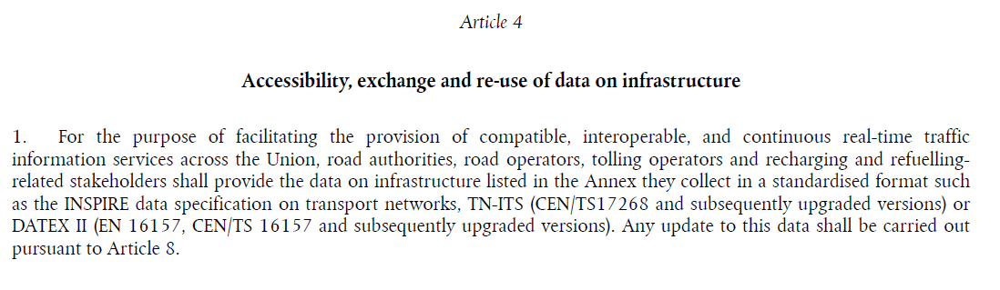 Article 4
Accessibility, exchange and re-use of data on infrastructure
1. For the purpose of facilitating the provision of compatible, interoperable, and continuous real-time traffic
information services across the Union, road authorities, road operators, tolling operators and recharging and refuelling-
related stakeholders shall provide the data on infrastructure listed in the Annex they collect in a standardised format such
as the INSPIRE data specification on transport networks, TN-ITS (CEN/TS17268 and subsequently upgraded versions) or
DATEX II (EN 16157, CEN/TS 16157 and subsequently upgraded versions). Any update to this data shall be carried out
pursuant to Article 8.